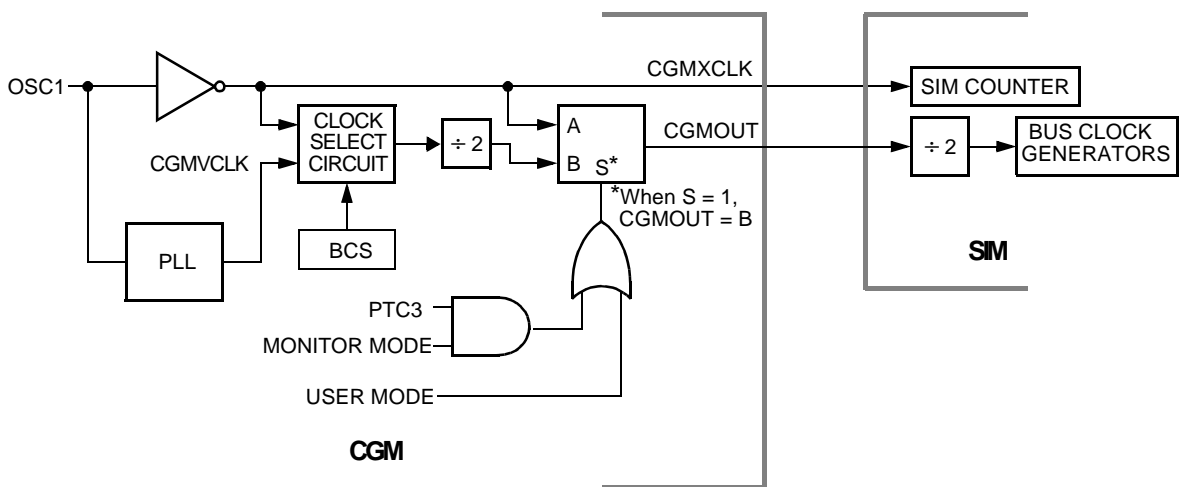 CGMXCLK
OSC1
SIM COUNTER
CLOCK
SELECT
CIRCUIT
÷ 2
A
B S*
CGMOUT
÷ 2
BUS CLOCK
GENERATORS
CGMVCLK
*When S = 1,
CGMOUT = B
BCS
PLL
SIM
PTC3
MONITOR MODE
USER MODE
CGM